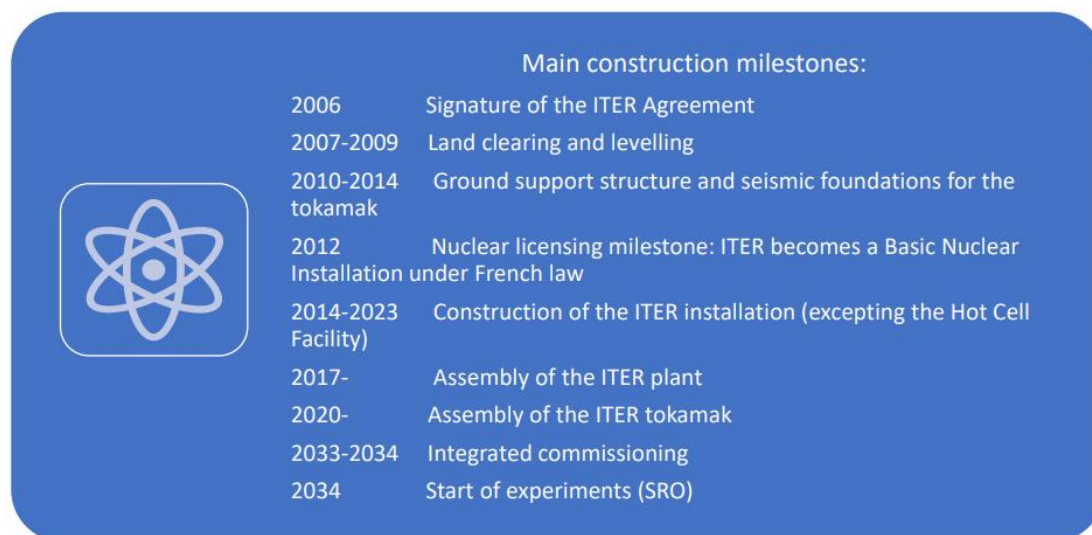 Main construction milestones:
2006 Signature of the ITER Agreement
2007-2009 Land clearing and levelling
2010-2014 Ground support structure and seismic foundations for the
tokamak
2012 Nuclear licensing milestone: ITER becomes a Basic Nuclear
Installation under French law
2014-2023 Construction of the ITER installation (excepting the Hot Cell
Facility)
2017- Assembly of the ITER plant
2020- Assembly of the ITER tokamak
2033-2034 Integrated commissioning
2034 Start of experiments (SRO)